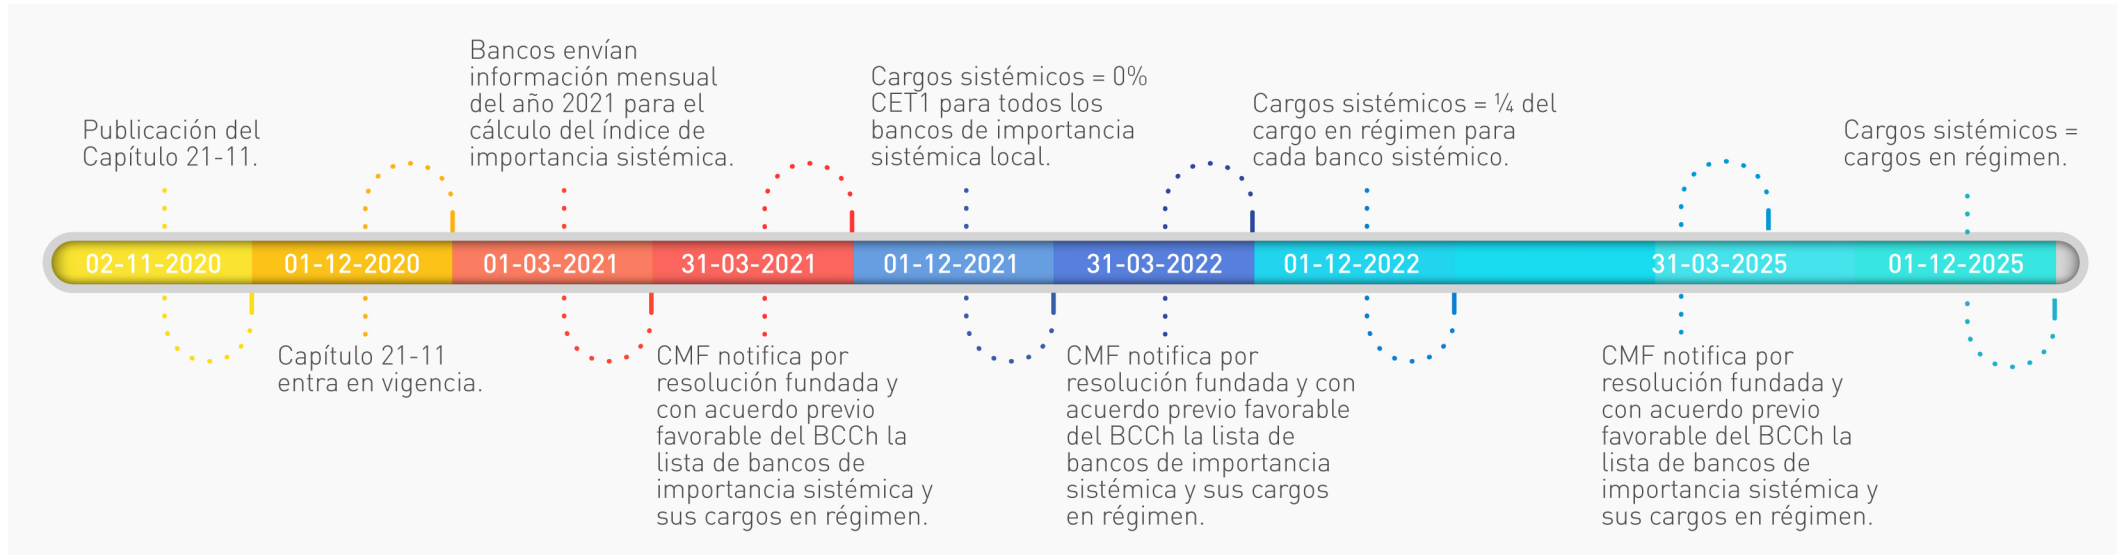 Publicación del
Capítulo 21-11.
Bancos envían
información mensual
del año 2021 para el
cálculo del índice de
importancia sistémica.
Cargos sistémicos = 0%
CET1 para todos los
bancos de importancia
sistémica local.
Cargos sistémicos = ¼ del
cargo en régimen para
cada banco sistémico.
Cargos sistémicos =
cargos en régimen.
02-11-2020
01-12-2020
01-03-2021
31-03-2021
01-12-2021
31-03-2022
01-12-2022
31-03-2025
01-12-2025
Capítulo 21-11
entra en vigencia.
CMF notifica por
resolución fundada y
con acuerdo previo
favorable del BCCh la
lista de bancos de
importancia sistémica y
sus cargos en régimen.
CMF notifica por
resolución fundada y con
acuerdo previo favorable
del BCCh la lista de
bancos de importancia
sistémica y sus cargos
en régimen.
CMF notifica por
resolución fundada y
con acuerdo previo
favorable del BCCh la
lista de bancos de
importancia sistémica y
sus cargos en régimen.